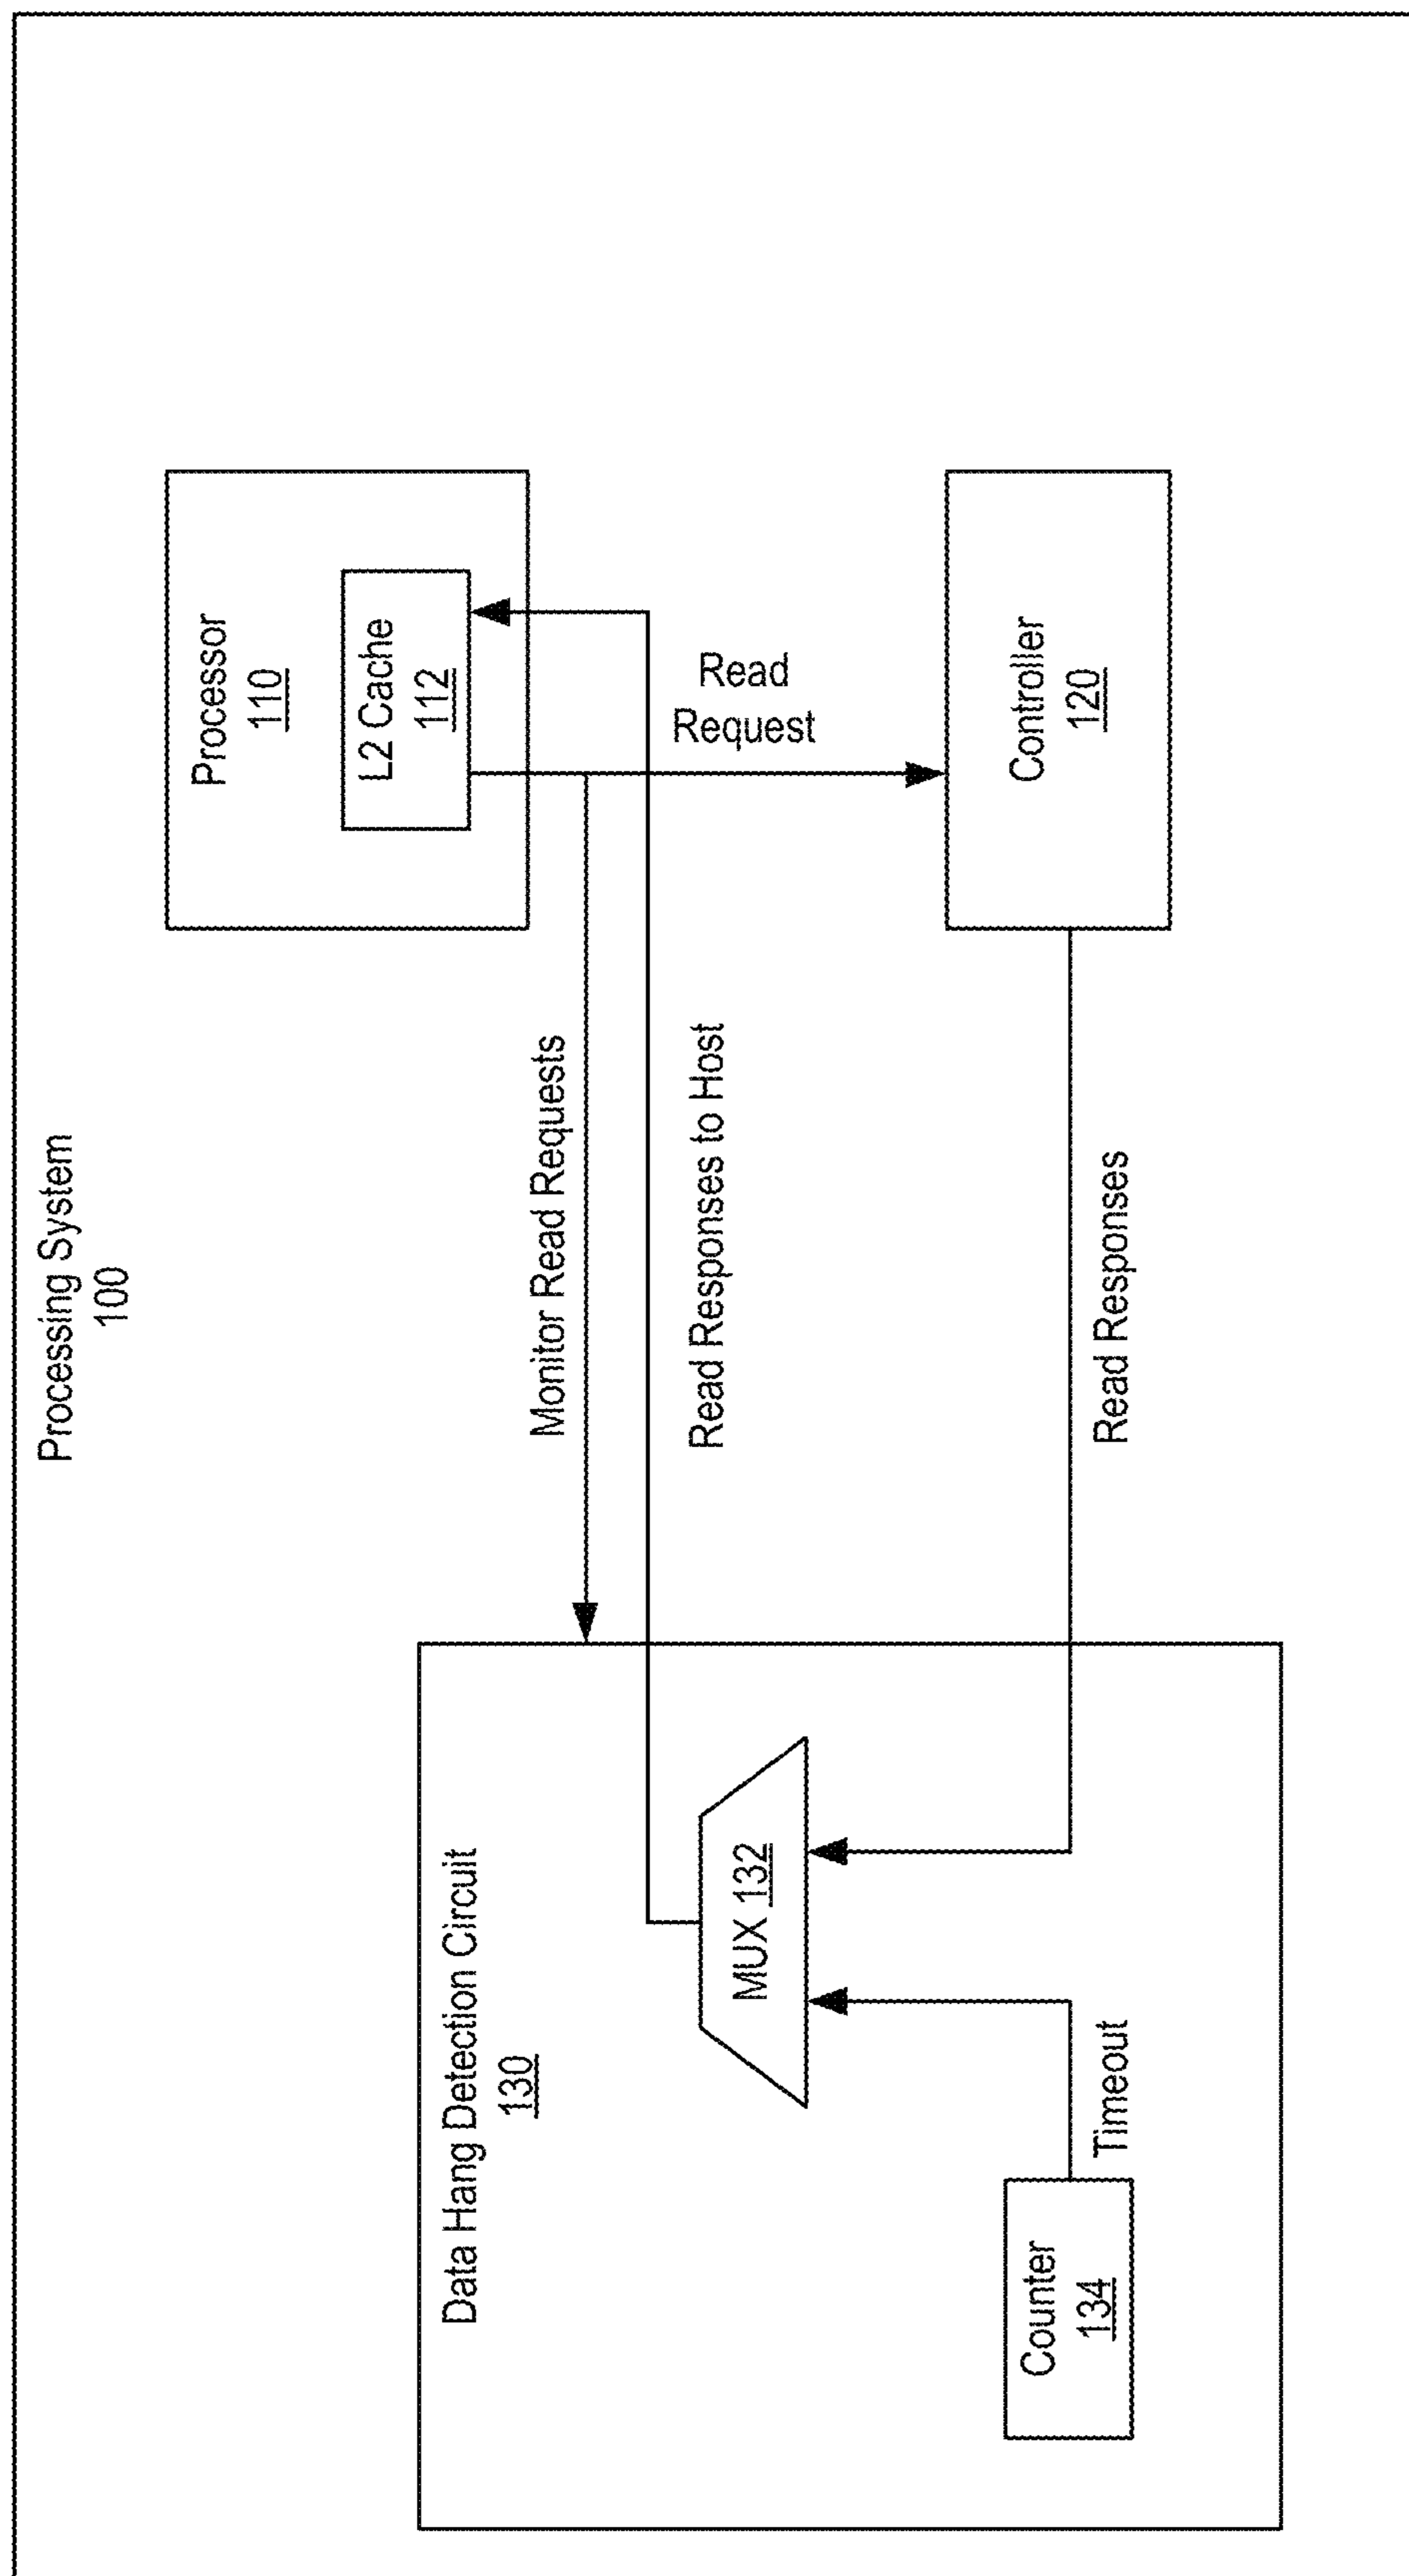 Processing System
100
Data Hang Detection Circuit
130
Counter
134
Timeout
MUX 132
Monitor Read Requests
Read Responses to Host
Read Responses
Processor
110
L2 Cache
112
Read
Request
Controller
120